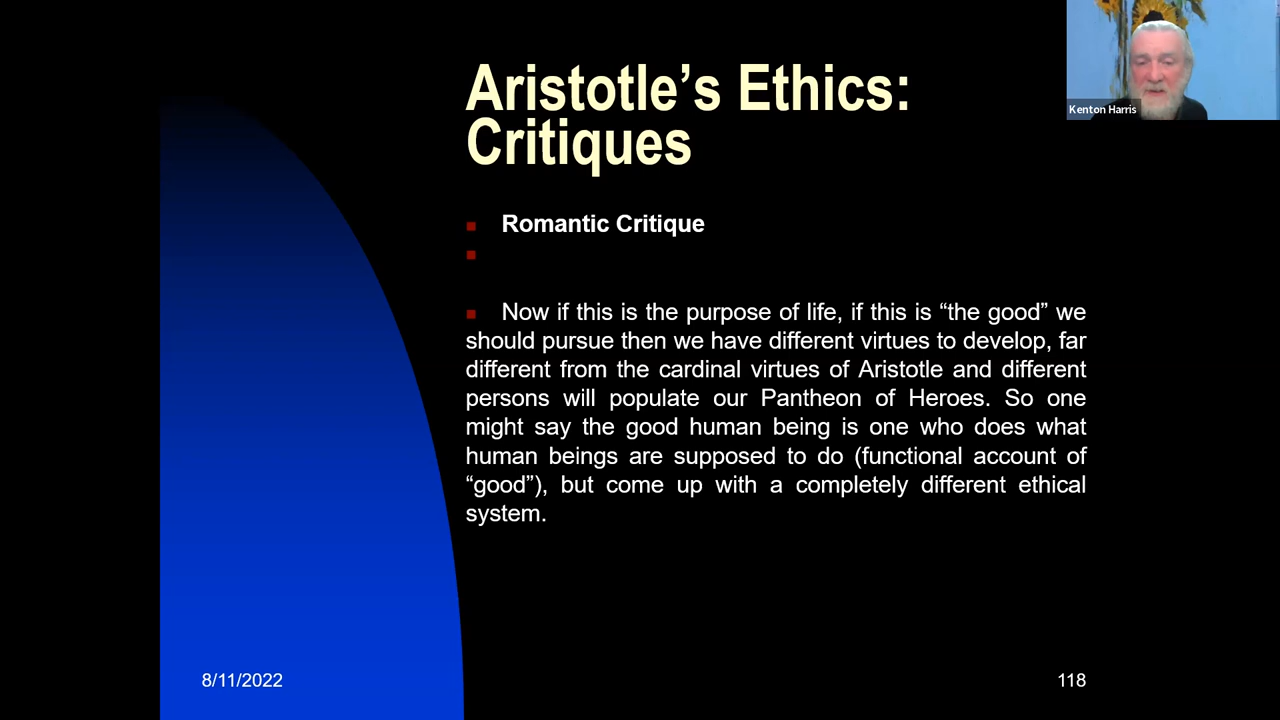 Aristotle’s Ethics:
Critiques
Kenton Harris
Romantic Critique
Now if this is the purpose of life, if this is “the good” we
should pursue then we have different virtues to develop, far
different from the cardinal virtues of Aristotle and different
persons will populate our Pantheon of Heroes. So one
might say the good human being is one who does what
human beings are supposed to do (functional account of
“good”), but come up with a completely different ethical
system.
8/11/2022
118